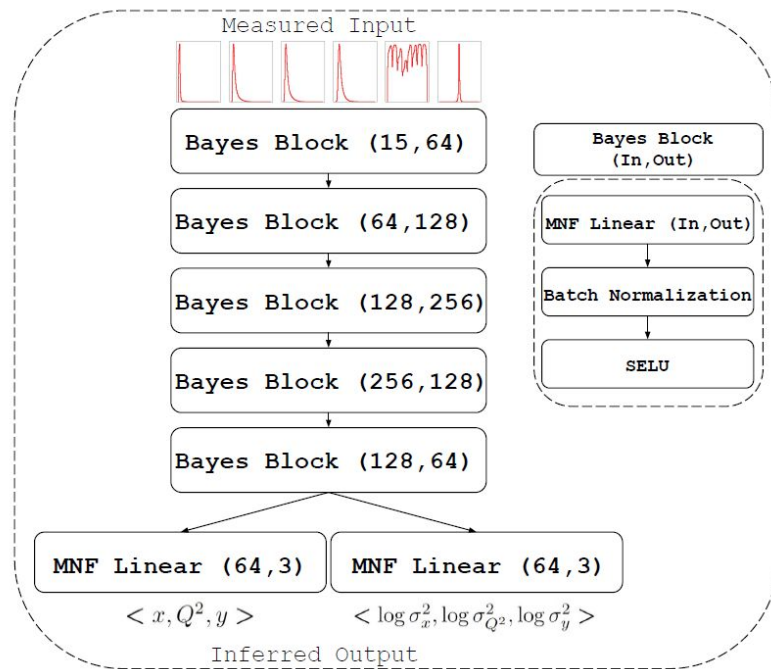 Measured Input
Bayes Block (15,64)
Bayes Block (64,128)
Bayes Block (128,256)
Bayes Block (256,128)
Bayes Block (128,64)
MNF Linear (64,3)
MNF Linear (64,3)
< x, Q², y >
< log σ²ₓ, log σ²_Q², log σ²_y >
Inferred Output
Bayes Block
(In,Out)
MNF Linear (In,Out)
Batch Normalization
SELU